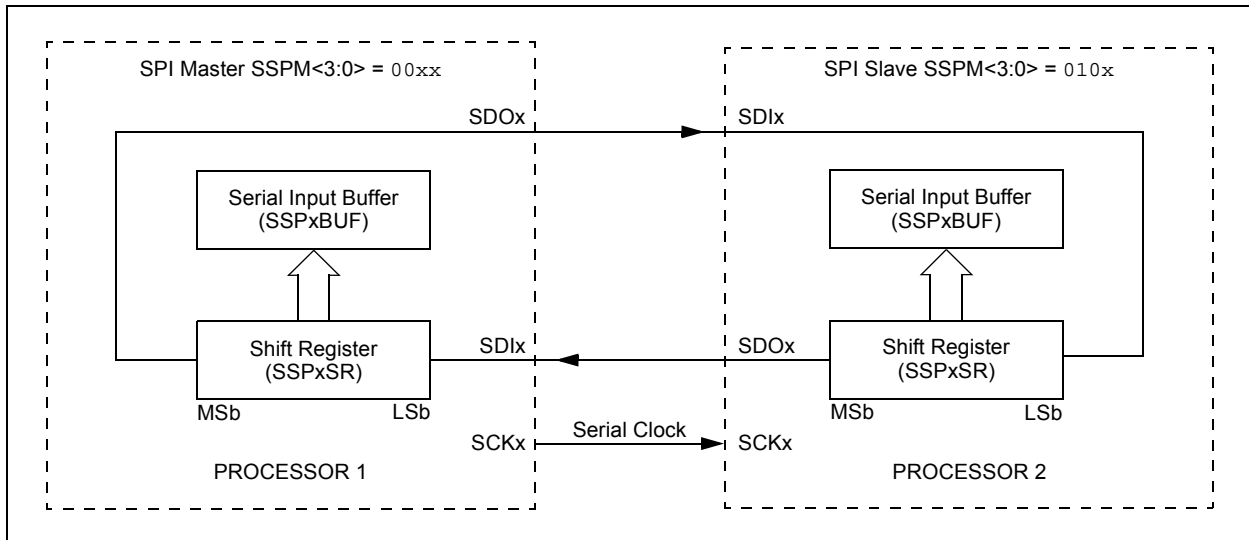 SPI Master SSPM<3:0> = 00xx
SDOx
Serial Input Buffer
(SSPxBUF)
Shift Register
(SSPxSR)
MSb
LSb
SDIx
SCKx
PROCESSOR 1
Serial Clock
SPI Slave SSPM<3:0> = 010x
SDIx
Serial Input Buffer
(SSPxBUF)
SDOx
Shift Register
(SSPxSR)
MSb
LSb
SCKx
PROCESSOR 2